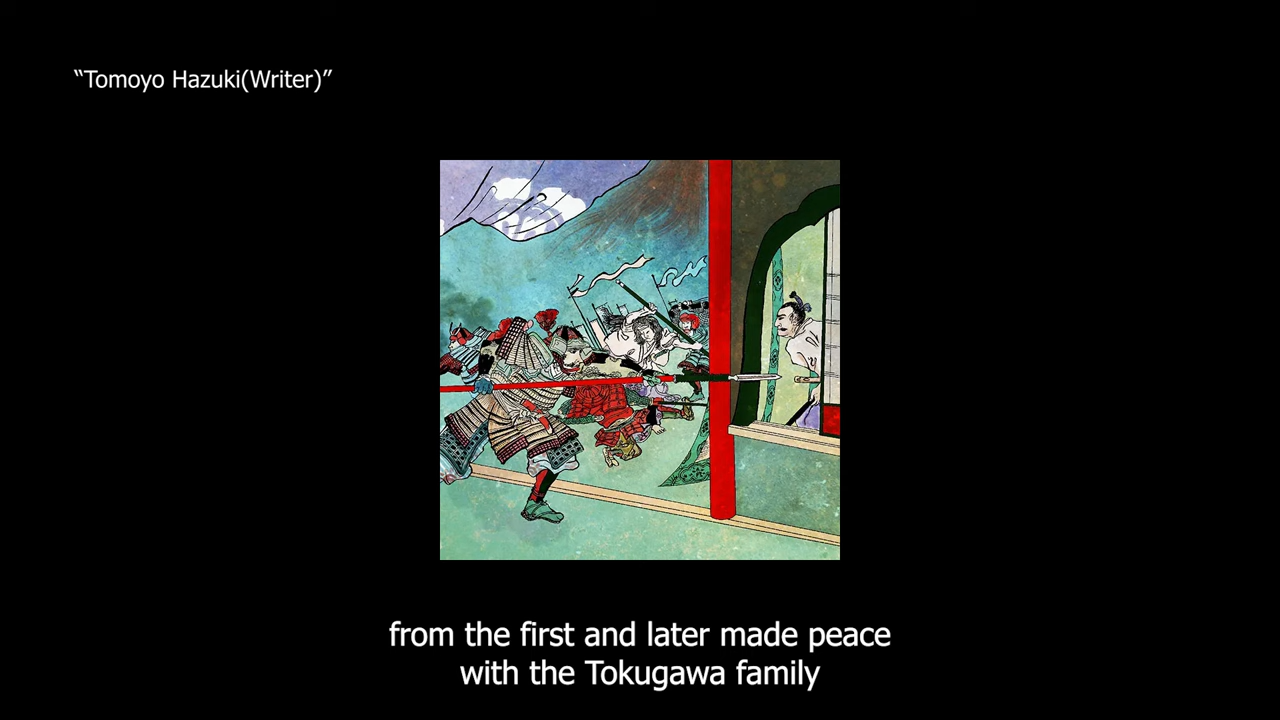 “Tomoyo Hazuki(Writer)”
from the first and later made peace
with the Tokugawa family